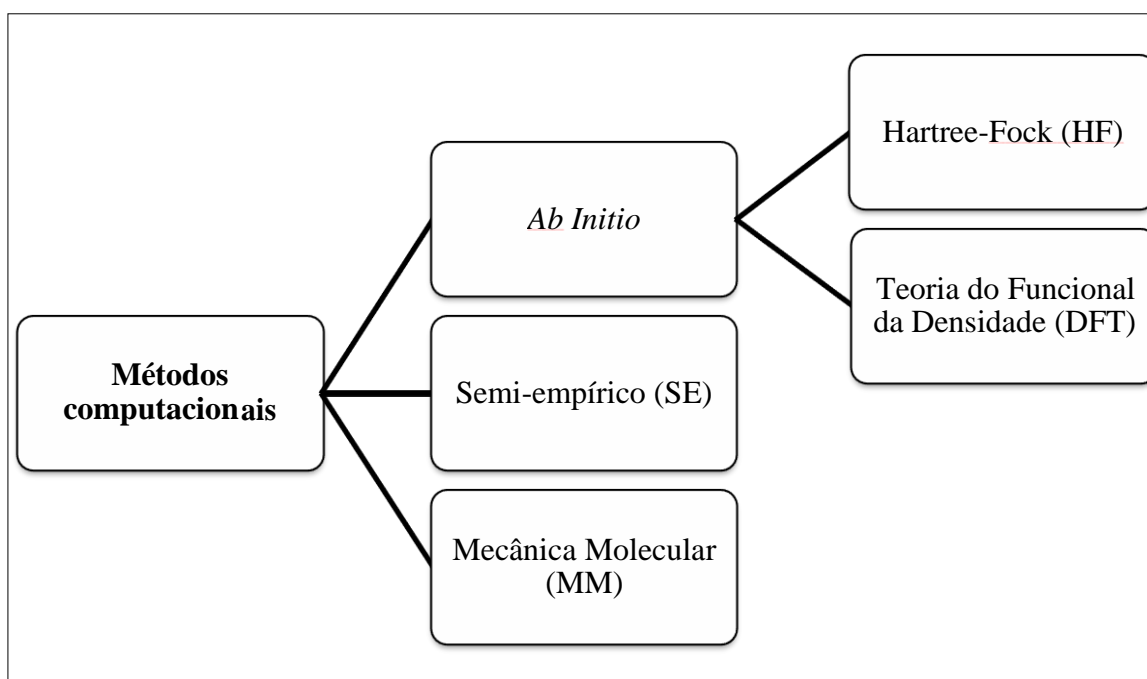 Métodos
computacionais
Ab Initio
Semi-empírico (SE)
Mecânica Molecular
(MM)
Hartree-Fock (HF)
Teoria do Funcional
da Densidade (DFT)